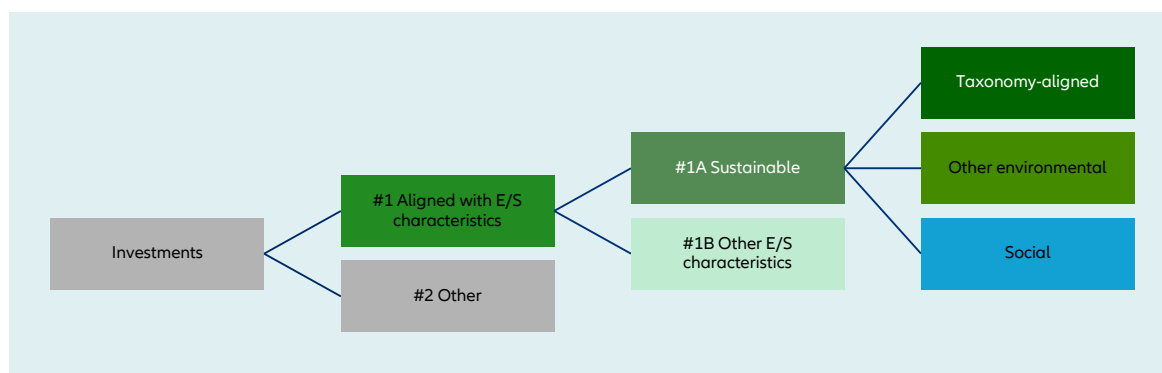 Investments
#1 Aligned with E/S
characteristics
#2 Other
#1A Sustainable
#1B Other E/S
characteristics
Taxonomy-aligned
Other environmental
Social